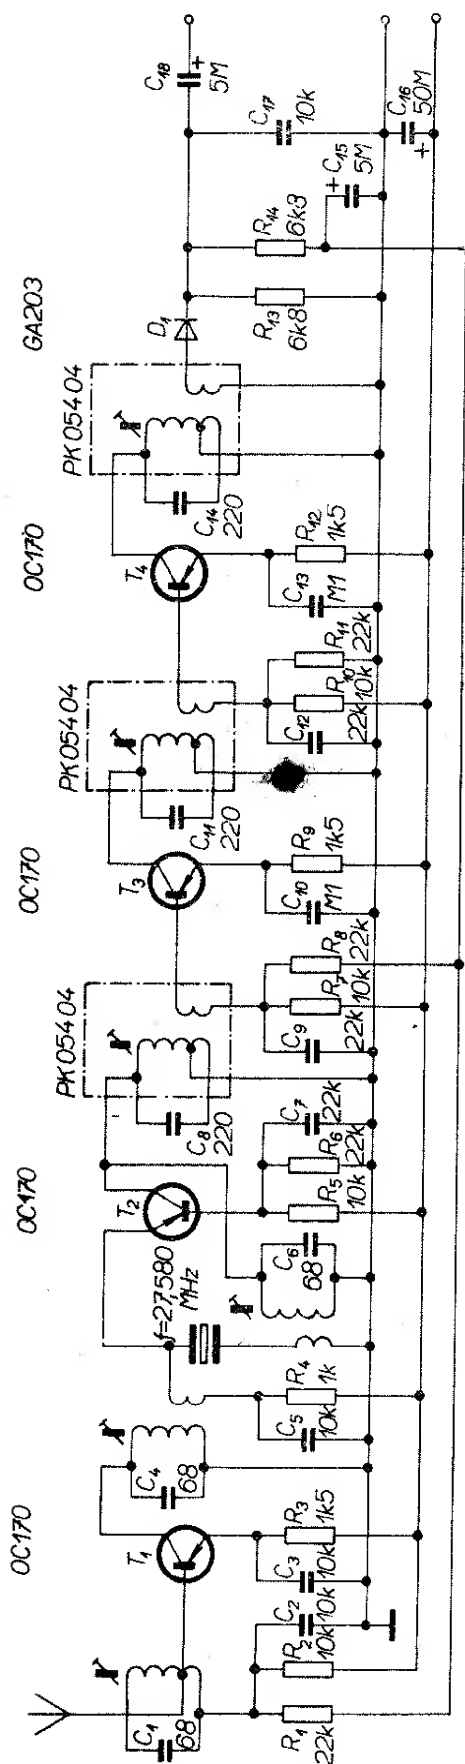 OC170
OC170
OC170
OC170
GA203
PK05404
PK05404
PK05404
C1
68
T1
R1
22k
R2
10k
C2
10k
C3
10k
R3
1k5
C4
68
C5
10k
R4
1k
f=27,580
MHz
T2
C6
68
R5
10k
R6
22k
C7
22k
C8
220
C9
22k
R7
10k
R8
22k
T3
C10
M1
R9
1k5
C11
220
C12
22k
R10
10k
R11
22k
T4
C13
M1
R12
1k5
C14
220
D1
R13
6k8
R14
6k8
+
C15
5M
C16
50M
+
C17
10k
C18
+
5M